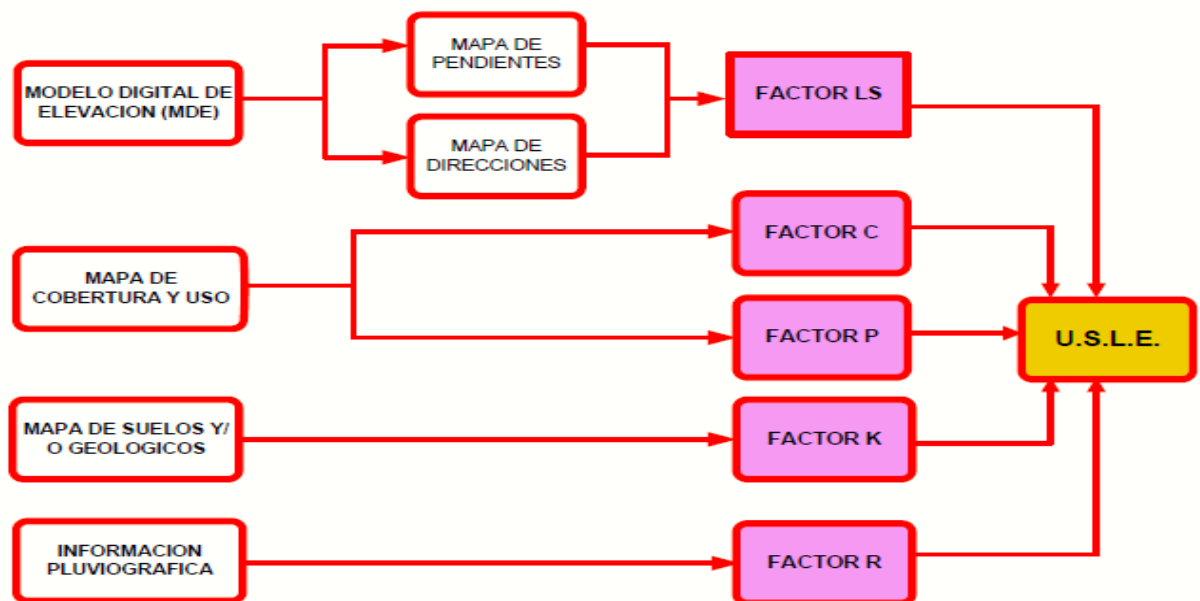 MAPA DE
PENDIENTES
MODELO DIGITAL DE
ELEVACION (MDE)
FACTOR LS
MAPA DE
DIRECCIONES
FACTOR C
MAPA DE
COBERTURA Y USO
FACTOR P
U.S.L.E.
MAPA DE SUELOS Y/
O GEOLOGICOS
FACTOR K
INFORMACION
PLUVIOGRAFICA
FACTOR R